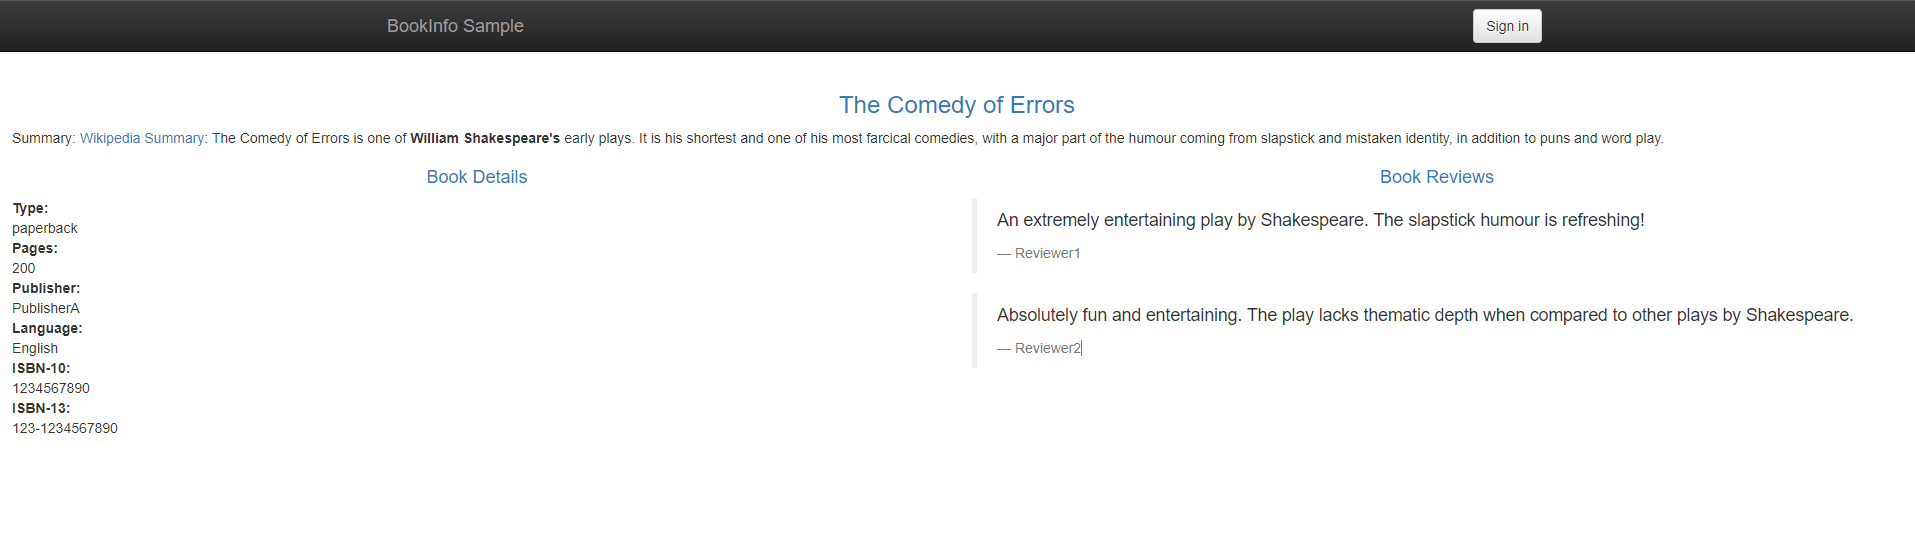 BookInfo Sample
Sign in
The Comedy of Errors
Summary: Wikipedia Summary: The Comedy of Errors is one of William Shakespeare's early plays. It is his shortest and one of his most farcical comedies, with a major part of the humour coming from slapstick and mistaken identity, in addition to puns and word play.
Book Details
Type:
paperback
Pages:
200
Publisher:
PublisherA
Language:
English
ISBN-10:
1234567890
ISBN-13:
123-1234567890
Book Reviews
An extremely entertaining play by Shakespeare. The slapstick humour is refreshing!
— Reviewer1
Absolutely fun and entertaining. The play lacks thematic depth when compared to other plays by Shakespeare.
— Reviewer2